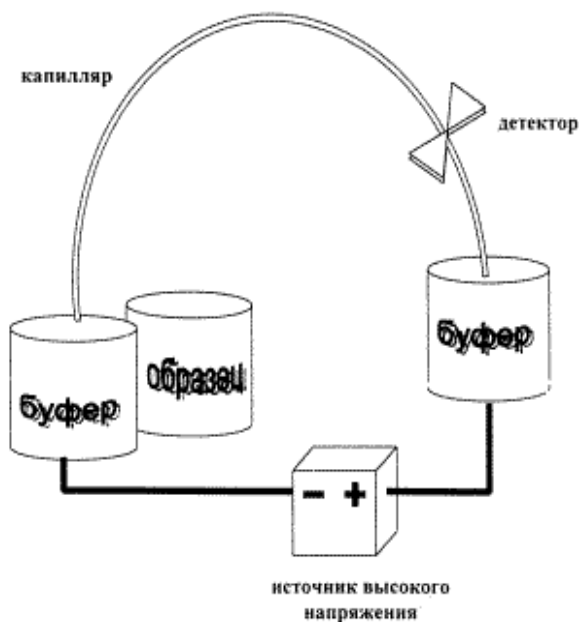 капилляр
детектор
буфер
образец
буфер
− +
источник высокого
напряжения